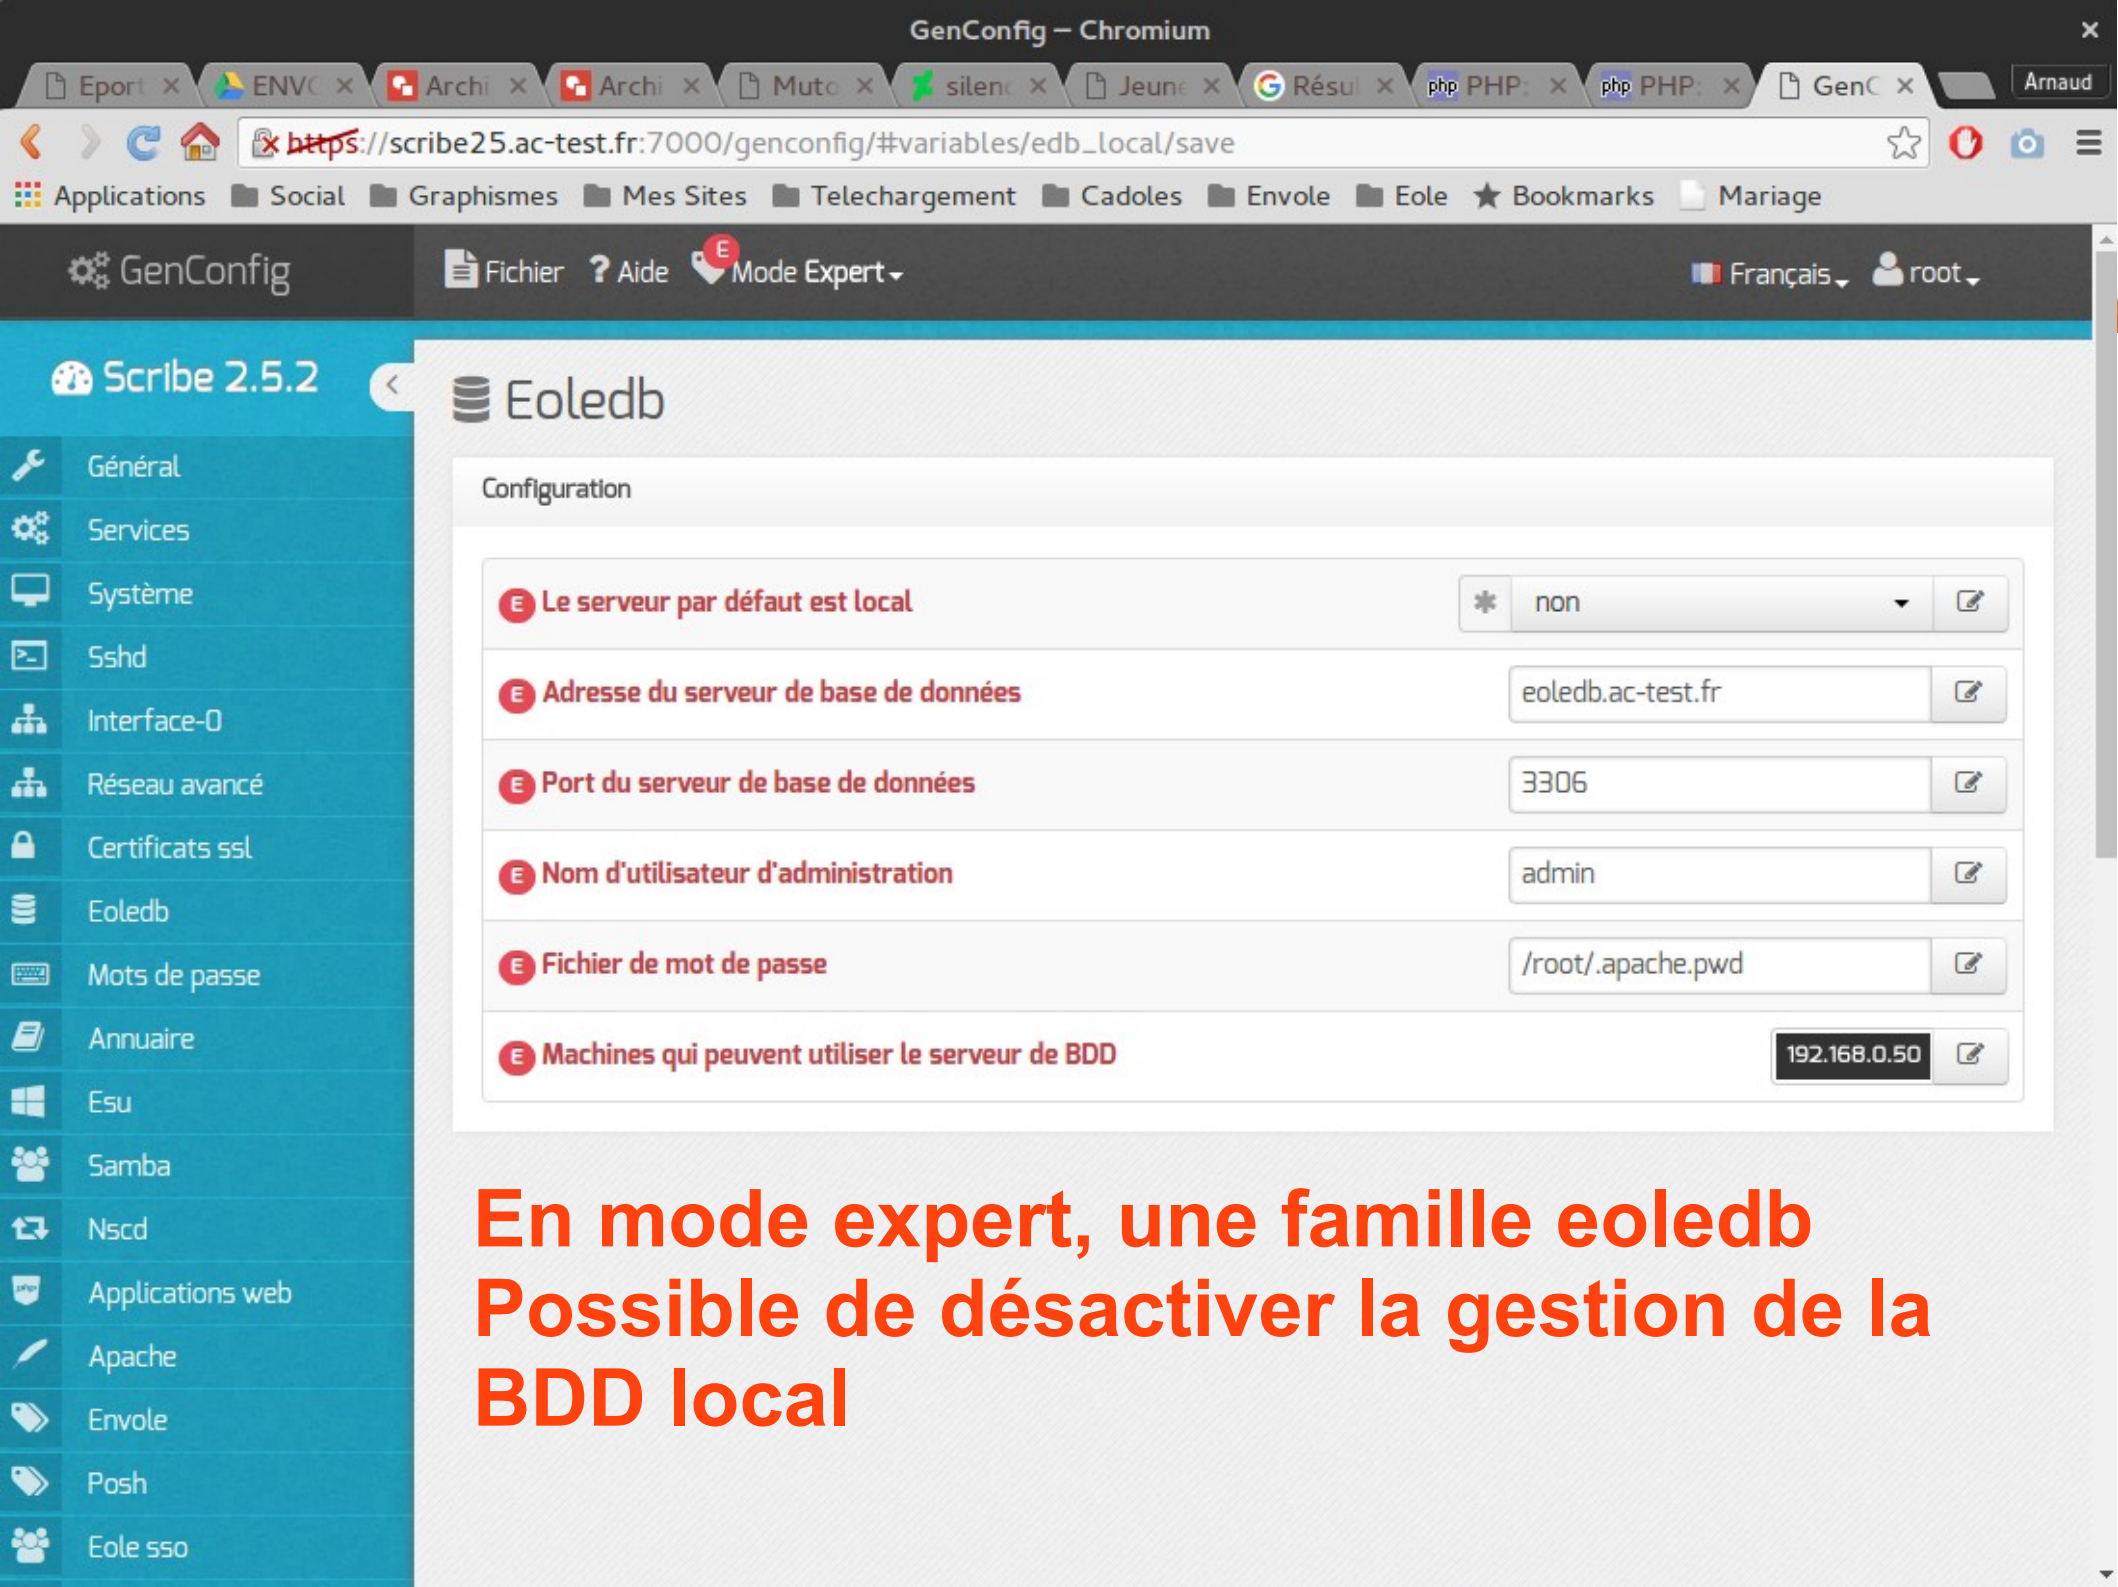 GenConfig — Chromium
Eport ENVO Archi Archi Muto silenc Jeune Résul php PHP: php PHP: GenC Arnaud
https://scribe25.ac-test.fr:7000/genconfig/#variables/edb_local/save
Applications Social Graphismes Mes Sites Telechargement Cadoles Envole Eole Bookmarks Mariage
GenConfig Fichier ? Aide E Mode Expert Français root
Scribe 2.5.2
Général
Services
Système
Sshd
Interface-0
Réseau avancé
Certificats ssl
Eoledb
Mots de passe
Annuaire
Esu
Samba
Nscd
Applications web
Apache
Envole
Posh
Eole sso
Eoledb
Configuration
E Le serveur par défaut est local non
E Adresse du serveur de base de données eoledb.ac-test.fr
E Port du serveur de base de données 3306
E Nom d'utilisateur d'administration admin
E Fichier de mot de passe /root/.apache.pwd
E Machines qui peuvent utiliser le serveur de BDD 192.168.0.50
En mode expert, une famille eoledb
Possible de désactiver la gestion de la
BDD local